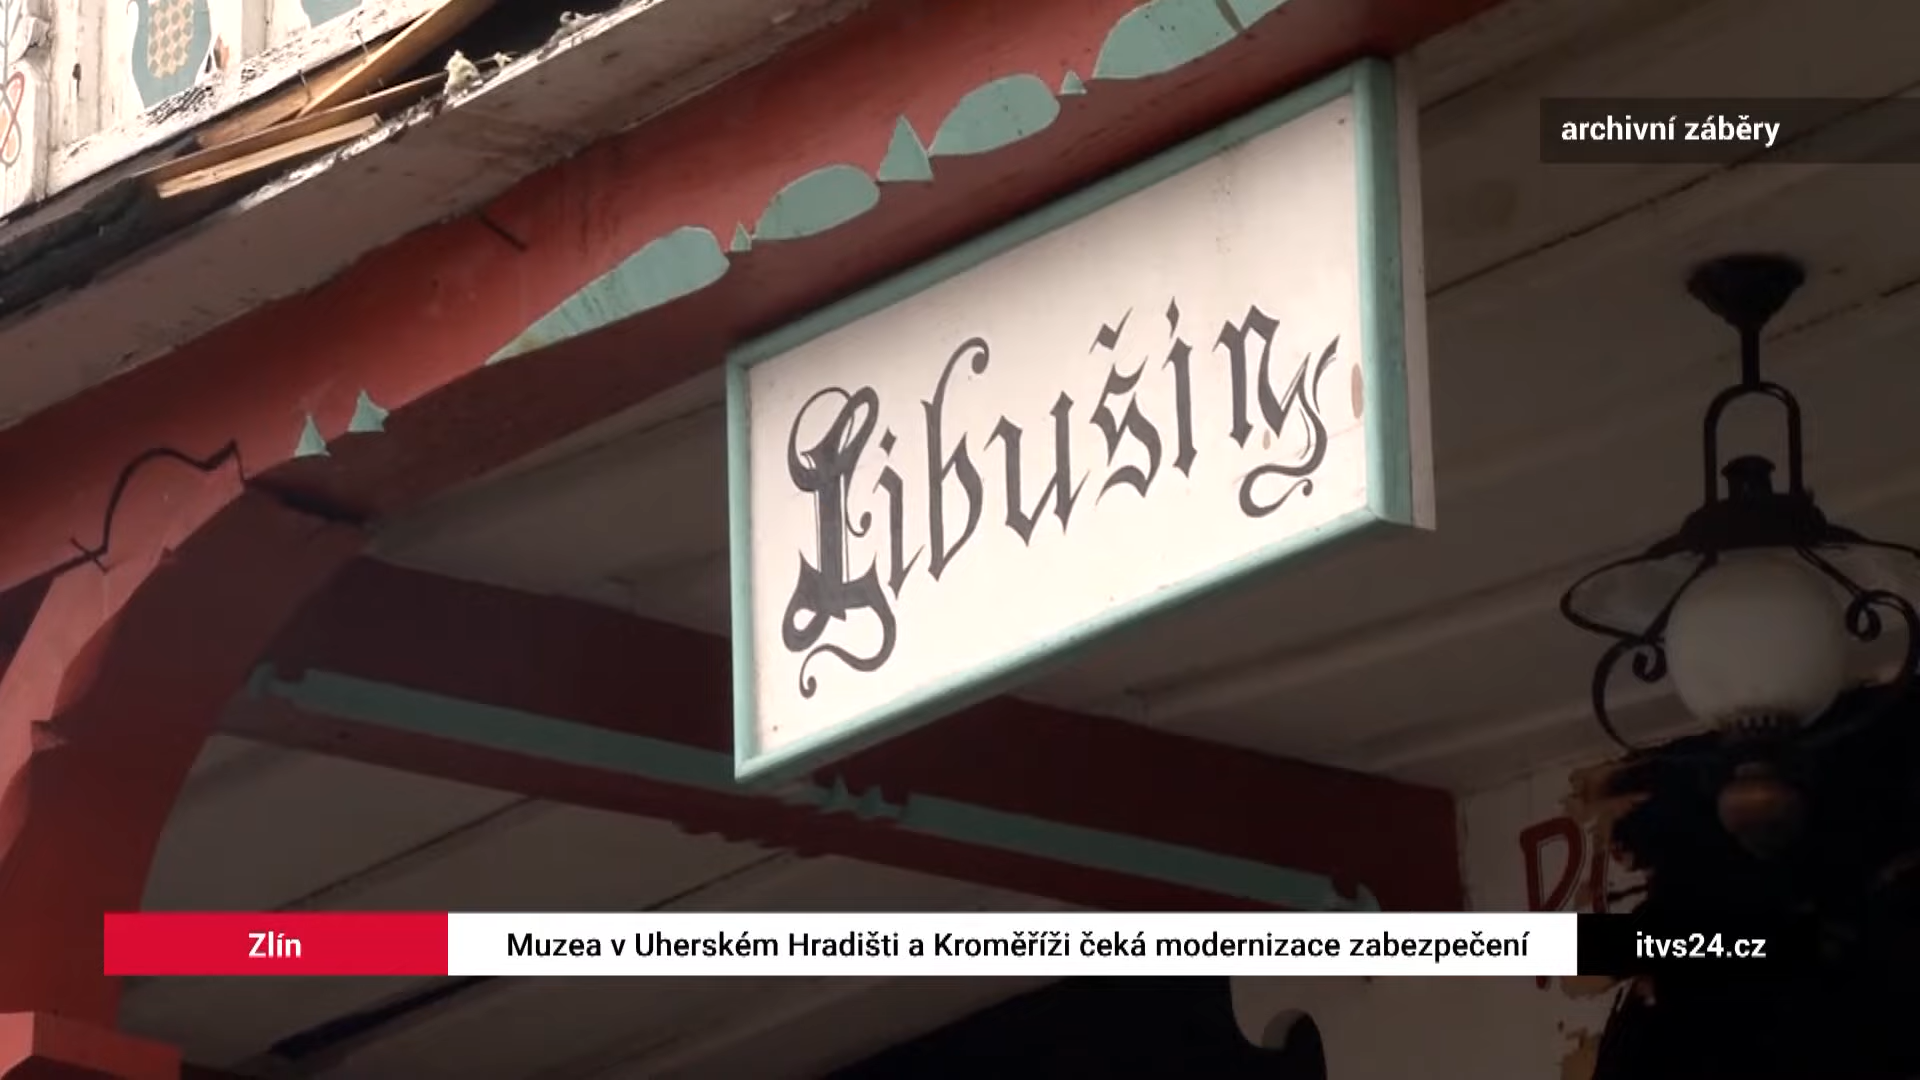 archivní záběry
Libušín
Zlín
Muzea v Uherském Hradišti a Kroměříži čeká modernizace zabezpečení
itvs24.cz